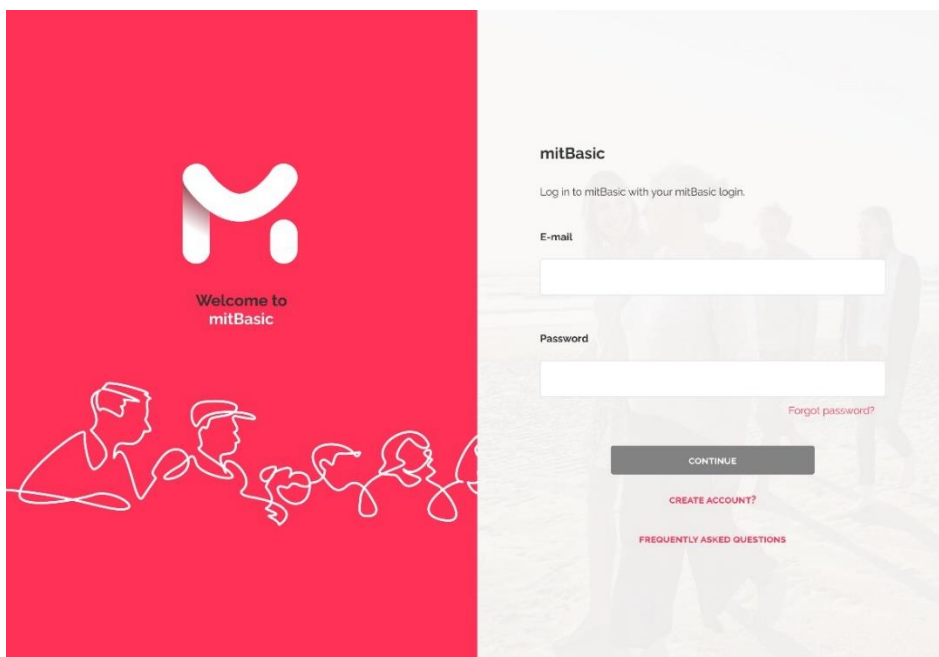 Welcome to
mitBasic
mitBasic
Log in to mitBasic with your mitBasic login.
E-mail
Password
Forgot password?
CONTINUE
CREATE ACCOUNT?
FREQUENTLY ASKED QUESTIONS